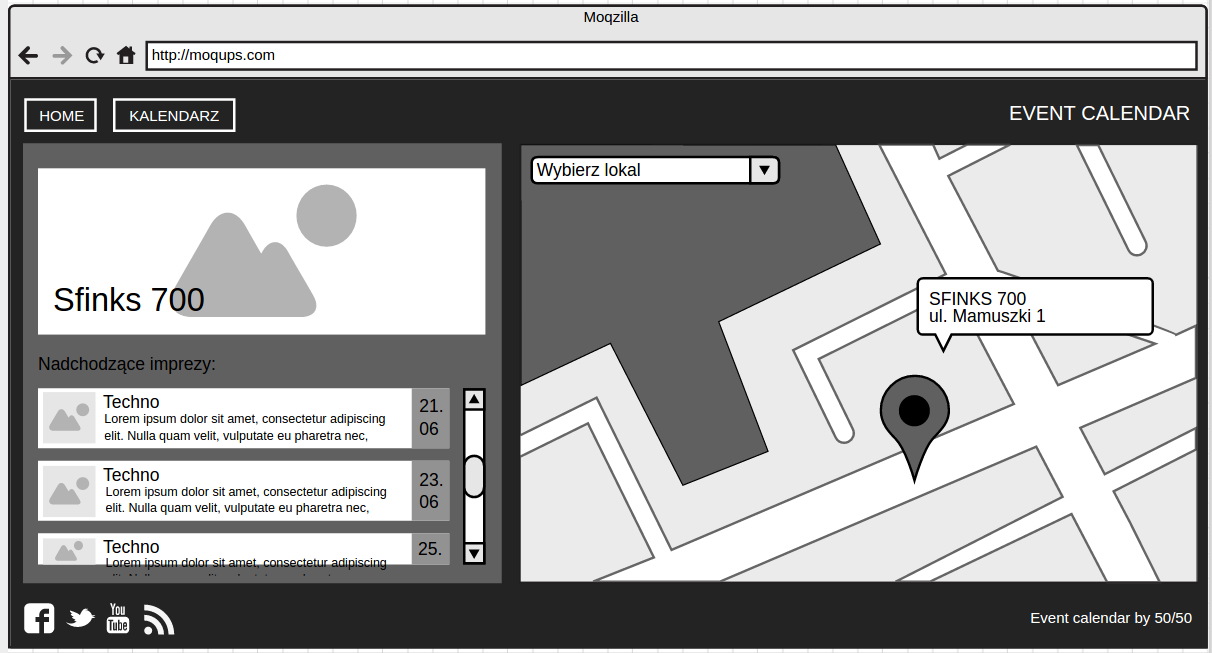 Moqzilla
http://moqups.com
HOME
KALENDARZ
EVENT CALENDAR
Sfinks 700
Nadchodzące imprezy:
Techno
Lorem ipsum dolor sit amet, consectetur adipiscing
elit. Nulla quam velit, vulputate eu pharetra nec,
21.
06
Techno
Lorem ipsum dolor sit amet, consectetur adipiscing
elit. Nulla quam velit, vulputate eu pharetra nec,
23.
06
Techno
Lorem ipsum dolor sit amet, consectetur adipiscing
25.
Wybierz lokal
SFINKS 700
ul. Mamuszki 1
You
Tube
Event calendar by 50/50